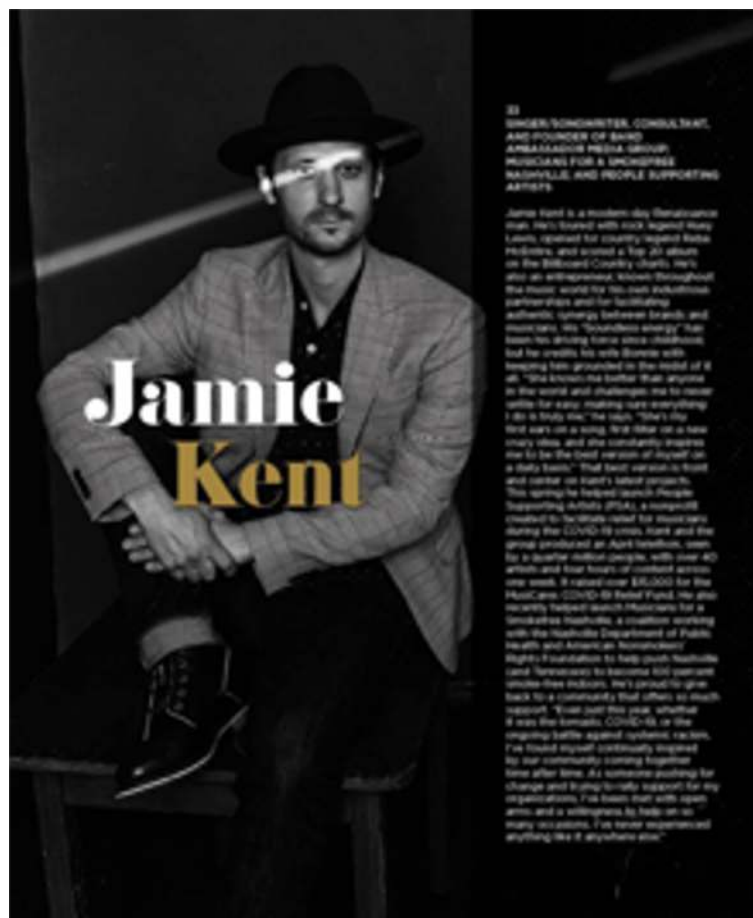 Jamie
Kent
33
SINGER/SONGWRITER, CONSULTANT,
AND FOUNDER OF BAND
AMBASSADOR MEDIA GROUP;
MUSICIANS FOR A SMOKEFREE
NASHVILLE; AND PEOPLE SUPPORTING
ARTISTS
Jamie Kent is a modern-day Renaissance
man. He's toured with rock legend Huey
Lewis, opened for country legend Reba
McEntire, and scored a Top 20 album
on the Billboard Country charts. He's
also an entrepreneur, known throughout
the music world for his own industrious
partnerships and for facilitating
authentic synergy between brands and
musicians. His "boundless energy" has
been his driving force since childhood,
but he credits his wife Bonnie with
keeping him grounded in the midst of it
all. "She knows me better than anyone
in the world and challenges me to never
settle for easy, making sure everything
I do is truly me," he says. "She's my
first ears on a song, first filter on a new
crazy idea, and she constantly inspires
me to be the best version of myself on
a daily basis." That best version is front
and center on Kent's latest projects.
This spring he helped launch People
Supporting Artists (PSA), a nonprofit
created to facilitate relief for musicians
during the COVID-19 crisis. Kent and the
group produced an April telethon, seen
by a quarter million people, with over 40
artists and four hours of content across
one week. It raised over $15,000 for the
MusiCares COVID-19 Relief Fund. He also
recently helped launch Musicians for a
Smokefree Nashville, a coalition working
with the Nashville Department of Public
Health and American Nonsmokers'
Rights Foundation to help push Nashville
(and Tennessee) to become 100 percent
smoke-free indoors. He's proud to give
back to a community that offers so much
support. "Even just this year, whether
it was the tornado, COVID-19, or the
ongoing battle against systemic racism,
I've found myself continually inspired
by our community coming together
time after time. As someone pushing for
change and trying to rally support for my
organizations, I've been met with open
arms and a willingness to help on so
many occasions. I've never experienced
anything like it anywhere else."